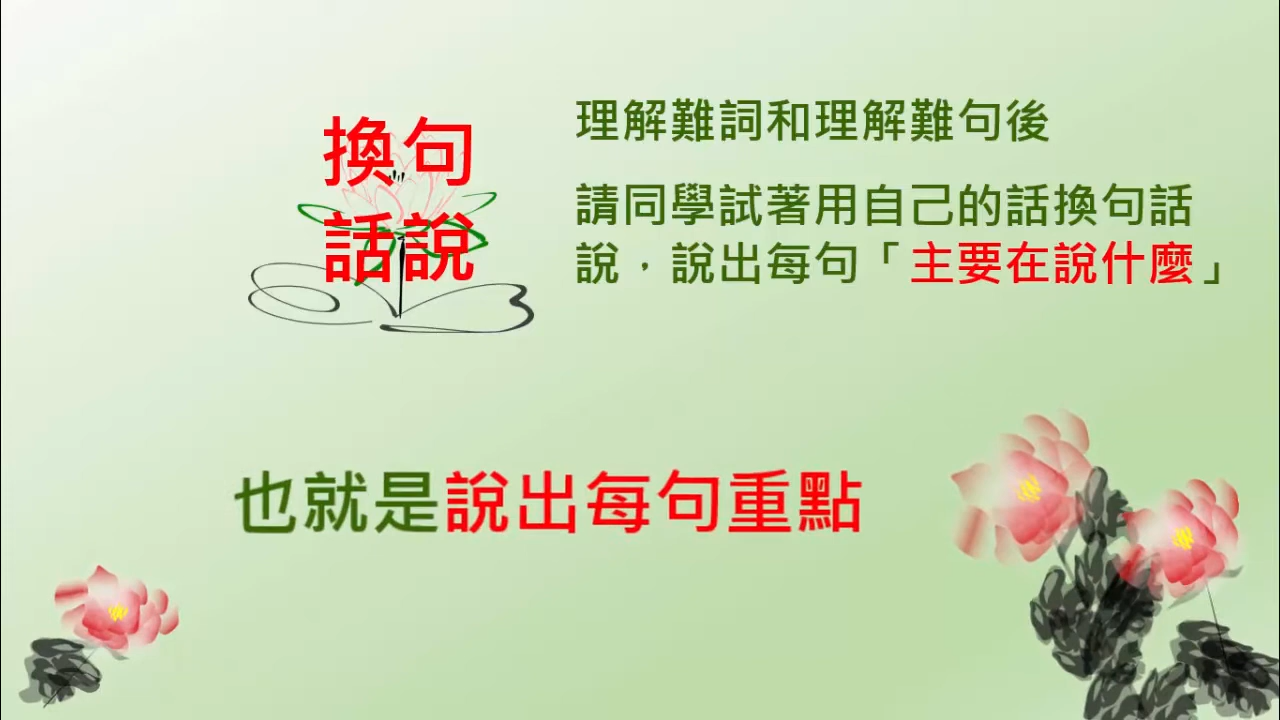 換句
話說
理解難詞和理解難句後
請同學試著用自己的話換句話
說，說出每句「主要在說什麼」
也就是說出每句重點